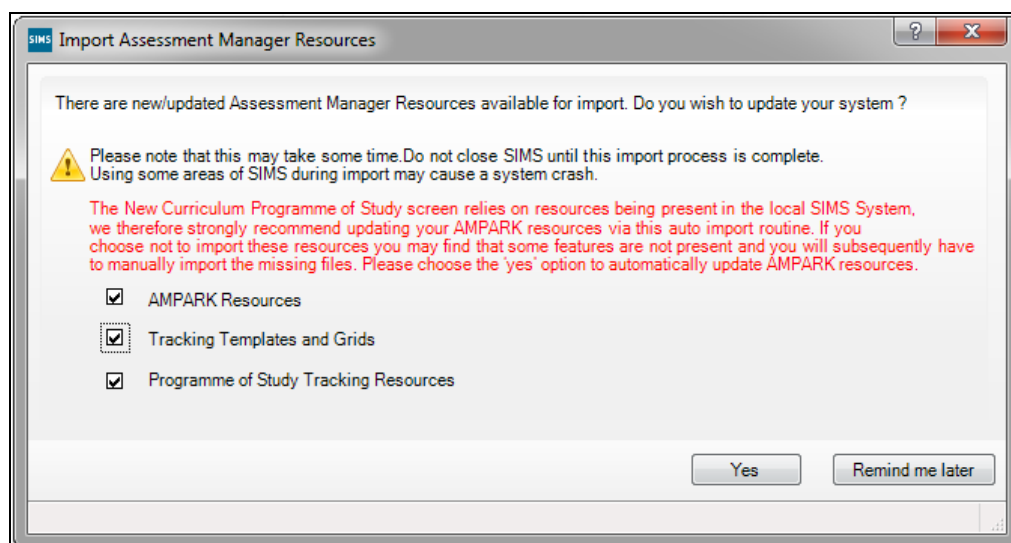 SIMS Import Assessment Manager Resources
? X
There are new/updated Assessment Manager Resources available for import. Do you wish to update your system ?
Please note that this may take some time.Do not close SIMS until this import process is complete.
Using some areas of SIMS during import may cause a system crash.
The New Curriculum Programme of Study screen relies on resources being present in the local SIMS System,
we therefore strongly recommend updating your AMPARK resources via this auto import routine. If you
choose not to import these resources you may find that some features are not present and you will subsequently have
to manually import the missing files. Please choose the 'yes' option to automatically update AMPARK resources.
AMPARK Resources
Tracking Templates and Grids
Programme of Study Tracking Resources
Yes Remind me later